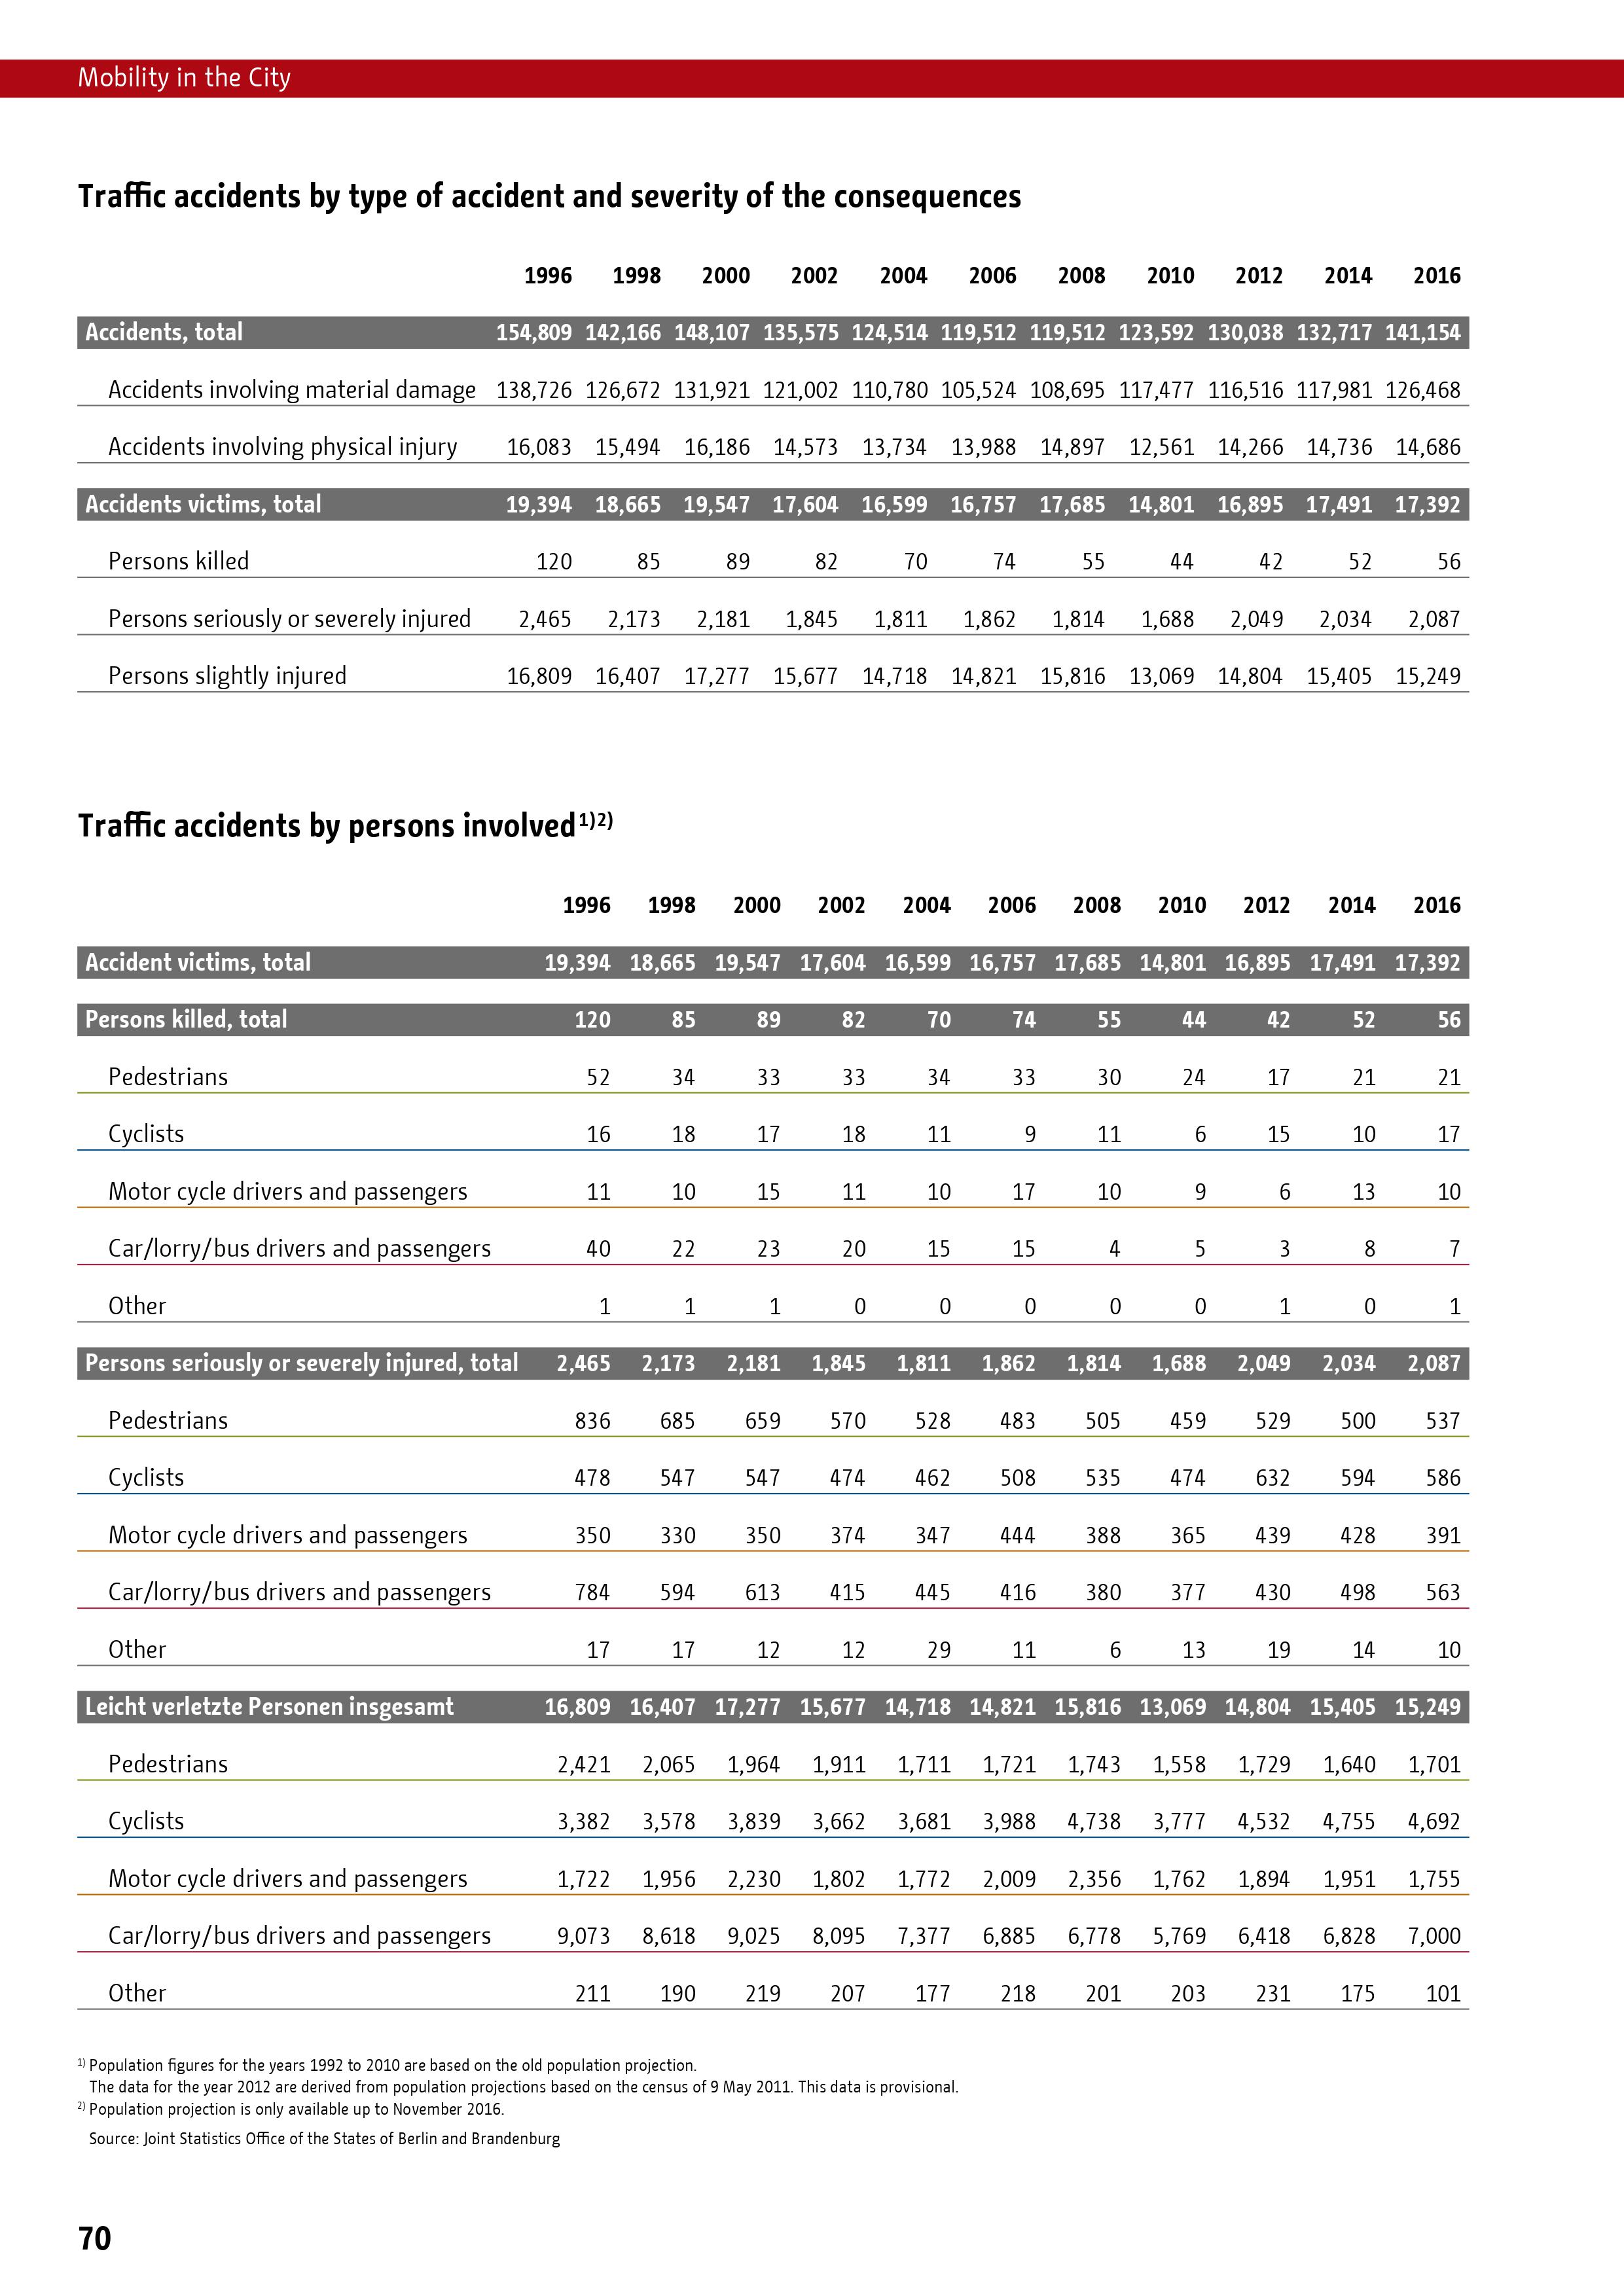 Mobility in the City
Traffic accidents by type of accident and severity of the consequences
1996 1998 2000 2002 2004 2006 2008 2010 2012 2014 2016
Accidents, total 154,809 142,166 148,107 135,575 124,514 119,512 119,512 123,592 130,038 132,717 141,154
Accidents involving material damage 138,726 126,672 131,921 121,002 110,780 105,524 108,695 117,477 116,516 117,981 126,468
Accidents involving physical injury 16,083 15,494 16,186 14,573 13,734 13,988 14,897 12,561 14,266 14,736 14,686
Accidents victims, total 19,394 18,665 19,547 17,604 16,599 16,757 17,685 14,801 16,895 17,491 17,392
Persons killed 120 85 89 82 70 74 55 44 42 52 56
Persons seriously or severely injured 2,465 2,173 2,181 1,845 1,811 1,862 1,814 1,688 2,049 2,034 2,087
Persons slightly injured 16,809 16,407 17,277 15,677 14,718 14,821 15,816 13,069 14,804 15,405 15,249
Traffic accidents by persons involved 1)2)
1996 1998 2000 2002 2004 2006 2008 2010 2012 2014 2016
Accident victims, total 19,394 18,665 19,547 17,604 16,599 16,757 17,685 14,801 16,895 17,491 17,392
Persons killed, total 120 85 89 82 70 74 55 44 42 52 56
Pedestrians 52 34 33 33 34 33 30 24 17 21 21
Cyclists 16 18 17 18 11 9 11 6 15 10 17
Motor cycle drivers and passengers 11 10 15 11 10 17 10 9 6 13 10
Car/lorry/bus drivers and passengers 40 22 23 20 15 15 4 5 3 8 7
Other 1 1 1 0 0 0 0 0 1 0 1
Persons seriously or severely injured, total 2,465 2,173 2,181 1,845 1,811 1,862 1,814 1,688 2,049 2,034 2,087
Pedestrians 836 685 659 570 528 483 505 459 529 500 537
Cyclists 478 547 547 474 462 508 535 474 632 594 586
Motor cycle drivers and passengers 350 330 350 374 347 444 388 365 439 428 391
Car/lorry/bus drivers and passengers 784 594 613 415 445 416 380 377 430 498 563
Other 17 17 12 12 29 11 6 13 19 14 10
Leicht verletzte Personen insgesamt 16,809 16,407 17,277 15,677 14,718 14,821 15,816 13,069 14,804 15,405 15,249
Pedestrians 2,421 2,065 1,964 1,911 1,711 1,721 1,743 1,558 1,729 1,640 1,701
Cyclists 3,382 3,578 3,839 3,662 3,681 3,988 4,738 3,777 4,532 4,755 4,692
Motor cycle drivers and passengers 1,722 1,956 2,230 1,802 1,772 2,009 2,356 1,762 1,894 1,951 1,755
Car/lorry/bus drivers and passengers 9,073 8,618 9,025 8,095 7,377 6,885 6,778 5,769 6,418 6,828 7,000
Other 211 190 219 207 177 218 201 203 231 175 101
1) Population figures for the years 1992 to 2010 are based on the old population projection.
The data for the year 2012 are derived from population projections based on the census of 9 May 2011. This data is provisional.
2) Population projection is only available up to November 2016.
Source: Joint Statistics Office of the States of Berlin and Brandenburg
70